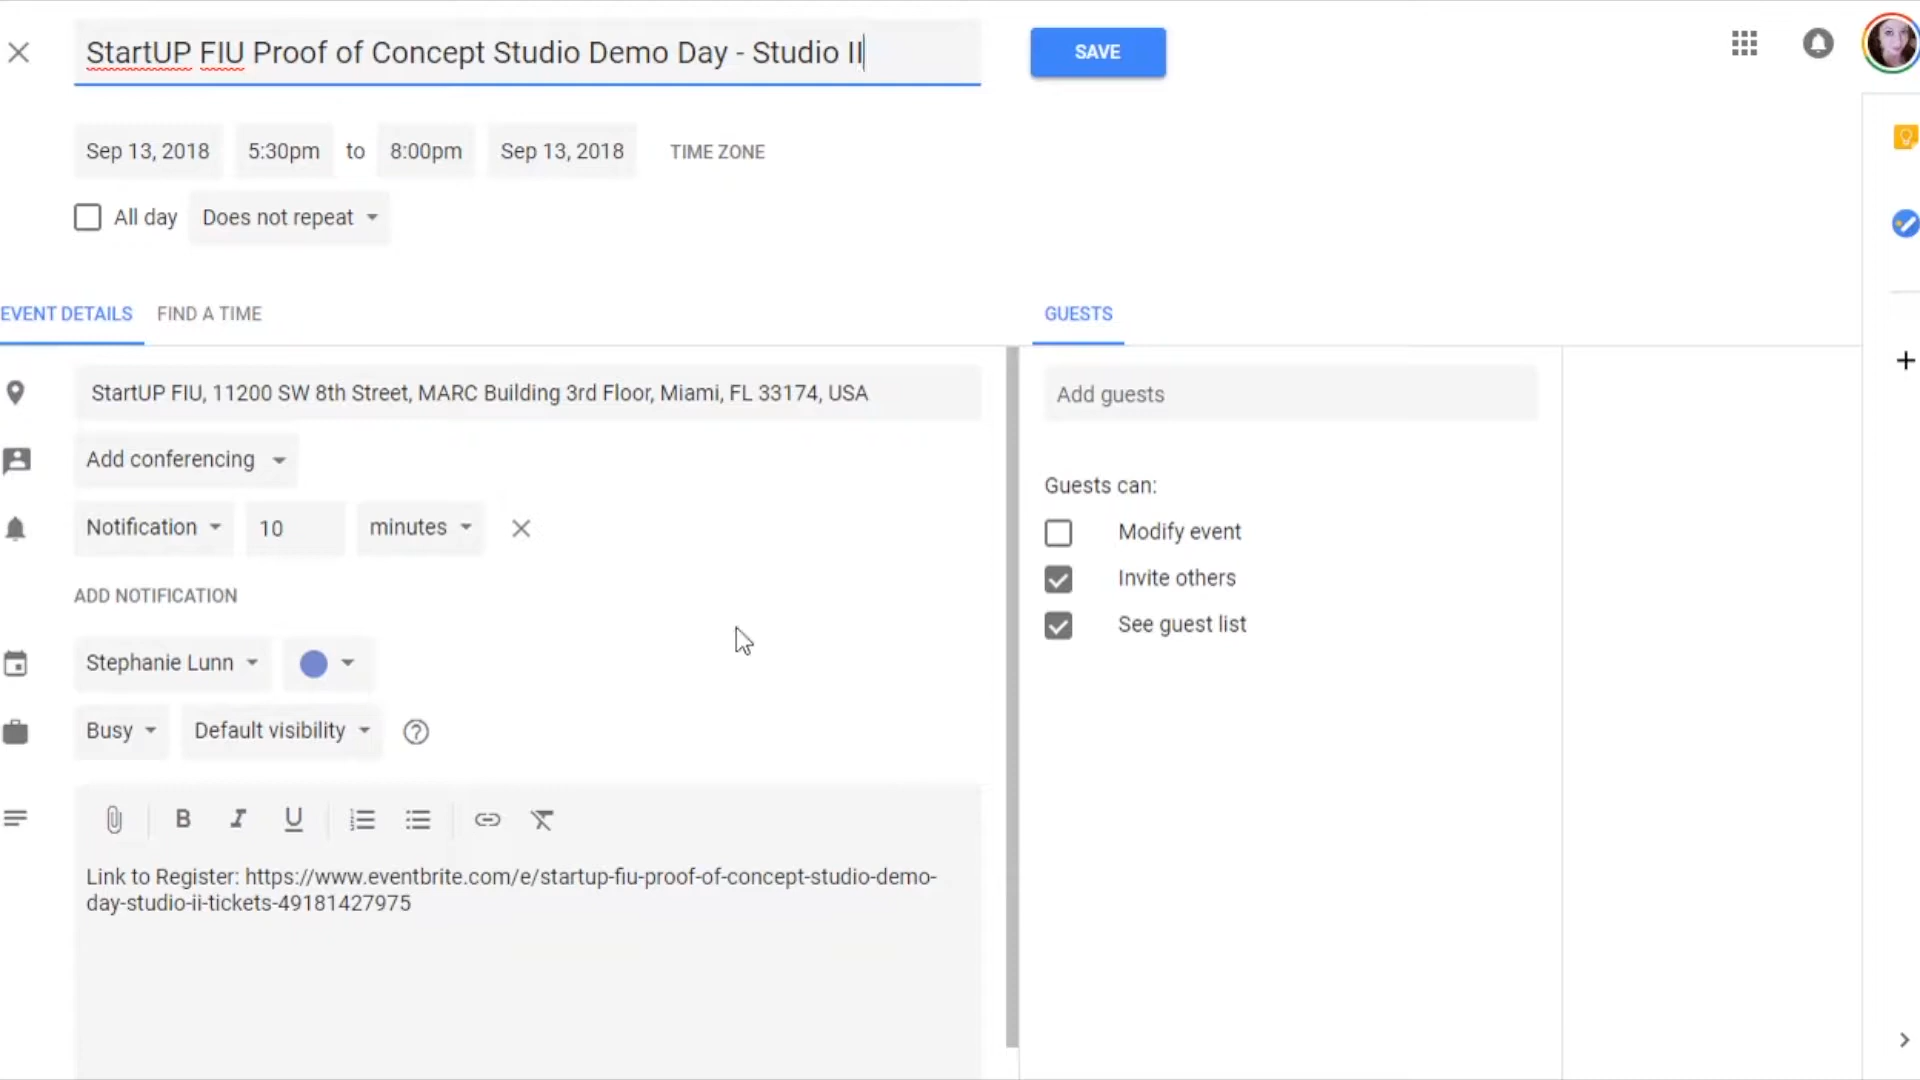 StartUP FIU Proof of Concept Studio Demo Day - Studio II
SAVE
Sep 13, 2018 5:30pm to 8:00pm Sep 13, 2018 TIME ZONE
All day Does not repeat
EVENT DETAILS FIND A TIME
GUESTS
StartUP FIU, 11200 SW 8th Street, MARC Building 3rd Floor, Miami, FL 33174, USA
Add conferencing
Notification 10 minutes
ADD NOTIFICATION
Stephanie Lunn
Busy Default visibility
B I U
Link to Register: https://www.eventbrite.com/e/startup-fiu-proof-of-concept-studio-demo-
day-studio-ii-tickets-49181427975
Add guests
Guests can:
Modify event
Invite others
See guest list